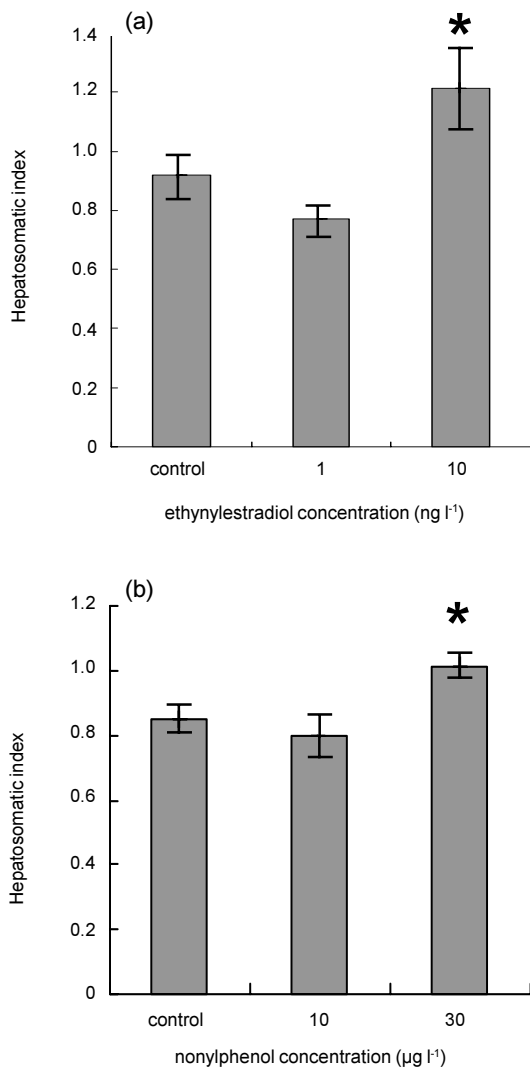 (a)
*
1.4
1.2
1.0
0.8
0.6
0.4
0.2
0
Hepatosomatic index
control 1 10
ethynylestradiol concentration (ng l⁻¹)
(b)
*
1.2
1.0
0.8
0.6
0.4
0.2
0
Hepatosomatic index
control 10 30
nonylphenol concentration (µg l⁻¹)